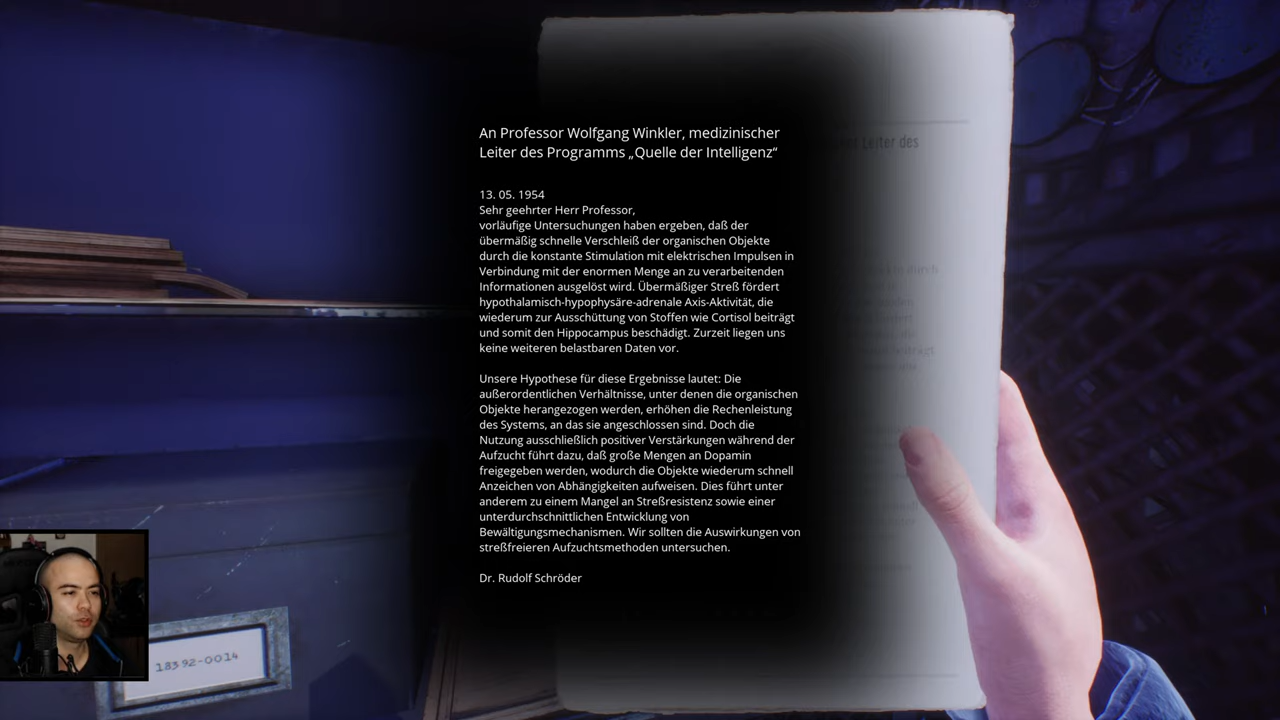 An Professor Wolfgang Winkler, medizinischer
Leiter des Programms „Quelle der Intelligenz“
13. 05. 1954
Sehr geehrter Herr Professor,
vorläufige Untersuchungen haben ergeben, daß der
übermäßig schnelle Verschleiß der organischen Objekte
durch die konstante Stimulation mit elektrischen Impulsen in
Verbindung mit der enormen Menge an zu verarbeitenden
Informationen ausgelöst wird. Übermäßiger Streß fördert
hypothalamisch-hypophysäre-adrenale Axis-Aktivität, die
wiederum zur Ausschüttung von Stoffen wie Cortisol beiträgt
und somit den Hippocampus beschädigt. Zurzeit liegen uns
keine weiteren belastbaren Daten vor.
Unsere Hypothese für diese Ergebnisse lautet: Die
außerordentlichen Verhältnisse, unter denen die organischen
Objekte herangezogen werden, erhöhen die Rechenleistung
des Systems, an das sie angeschlossen sind. Doch die
Nutzung ausschließlich positiver Verstärkungen während der
Aufzucht führt dazu, daß große Mengen an Dopamin
freigegeben werden, wodurch die Objekte wiederum schnell
Anzeichen von Abhängigkeiten aufweisen. Dies führt unter
anderem zu einem Mangel an Streßresistenz sowie einer
unterdurchschnittlichen Entwicklung von
Bewältigungsmechanismen. Wir sollten die Auswirkungen von
streßfreieren Aufzuchtsmethoden untersuchen.
Dr. Rudolf Schröder
Leiter des
183 92-0014